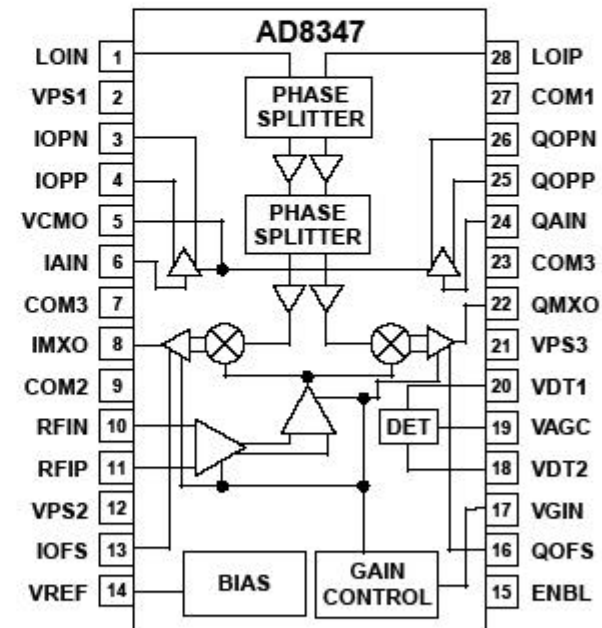 AD8347
LOIN 1 28 LOIP
VPS1 2 PHASE SPLITTER 27 COM1
IOPN 3 26 QOPN
IOPP 4 25 QOPP
VCMO 5 PHASE SPLITTER 24 QAIN
IAIN 6 23 COM3
COM3 7 22 QMXO
IMXO 8 21 VPS3
COM2 9 20 VDT1
RFIN 10 DET 19 VAGC
RFIP 11 18 VDT2
VPS2 12 17 VGIN
IOFS 13 16 QOFS
VREF 14 BIAS GAIN CONTROL 15 ENBL